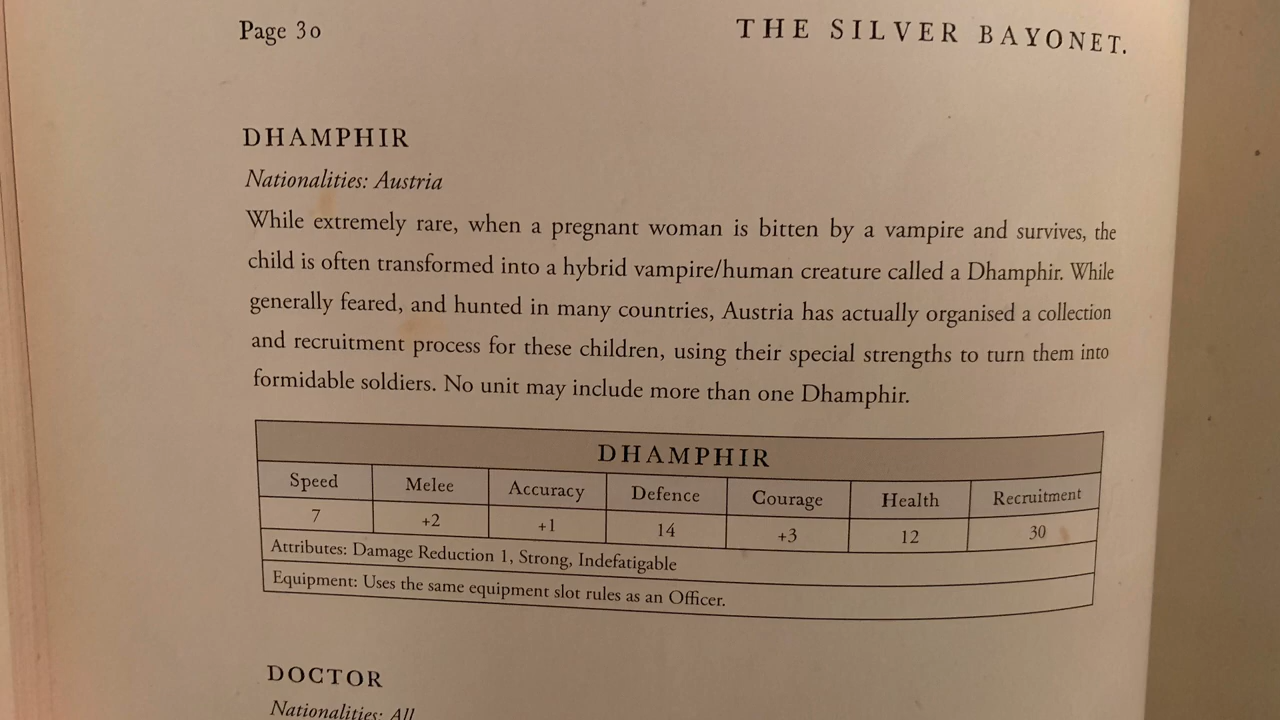 Page 30
THE SILVER BAYONET.
DHAMPHIR
Nationalities: Austria
While extremely rare, when a pregnant woman is bitten by a vampire and survives, the
child is often transformed into a hybrid vampire/human creature called a Dhamphir. While
generally feared, and hunted in many countries, Austria has actually organised a collection
and recruitment process for these children, using their special strengths to turn them into
formidable soldiers. No unit may include more than one Dhamphir.
DHAMPHIR
Speed Melee Accuracy Defence Courage Health Recruitment
7 +2 +1 14 +3 12 30
Attributes: Damage Reduction 1, Strong, Indefatigable
Equipment: Uses the same equipment slot rules as an Officer.
DOCTOR
Nationalities: All